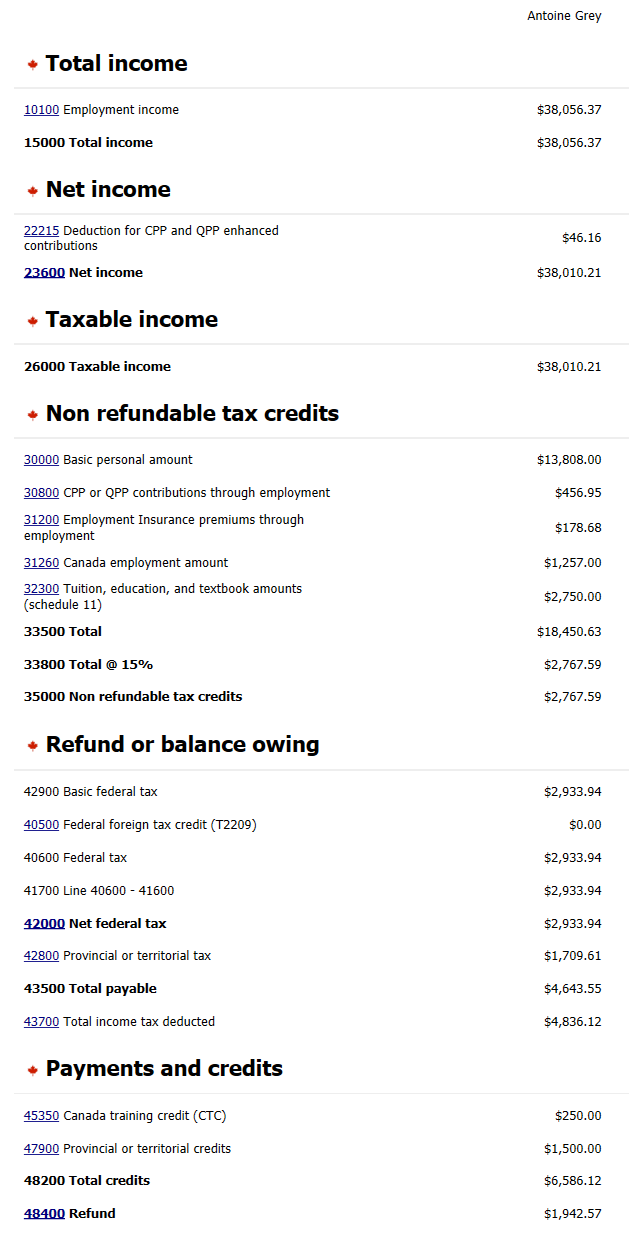 Antoine Grey
Total income
10100 Employment income $38,056.37
15000 Total income $38,056.37
Net income
22215 Deduction for CPP and QPP enhanced
contributions $46.16
23600 Net income $38,010.21
Taxable income
26000 Taxable income $38,010.21
Non refundable tax credits
30000 Basic personal amount $13,808.00
30800 CPP or QPP contributions through employment $456.95
31200 Employment Insurance premiums through
employment $178.68
31260 Canada employment amount $1,257.00
32300 Tuition, education, and textbook amounts
(schedule 11) $2,750.00
33500 Total $18,450.63
33800 Total @ 15% $2,767.59
35000 Non refundable tax credits $2,767.59
Refund or balance owing
42900 Basic federal tax $2,933.94
40500 Federal foreign tax credit (T2209) $0.00
40600 Federal tax $2,933.94
41700 Line 40600 - 41600 $2,933.94
42000 Net federal tax $2,933.94
42800 Provincial or territorial tax $1,709.61
43500 Total payable $4,643.55
43700 Total income tax deducted $4,836.12
Payments and credits
45350 Canada training credit (CTC) $250.00
47900 Provincial or territorial credits $1,500.00
48200 Total credits $6,586.12
48400 Refund $1,942.57